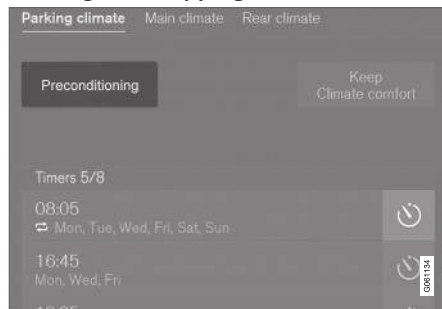 Parking climate Main climate Rear climate
Preconditioning
Keep
Climate comfort
Timers 5/8
08:05
Mon, Tue, Wed, Fri, Sat, Sun
16:45
Mon, Wed, Fri
G061134